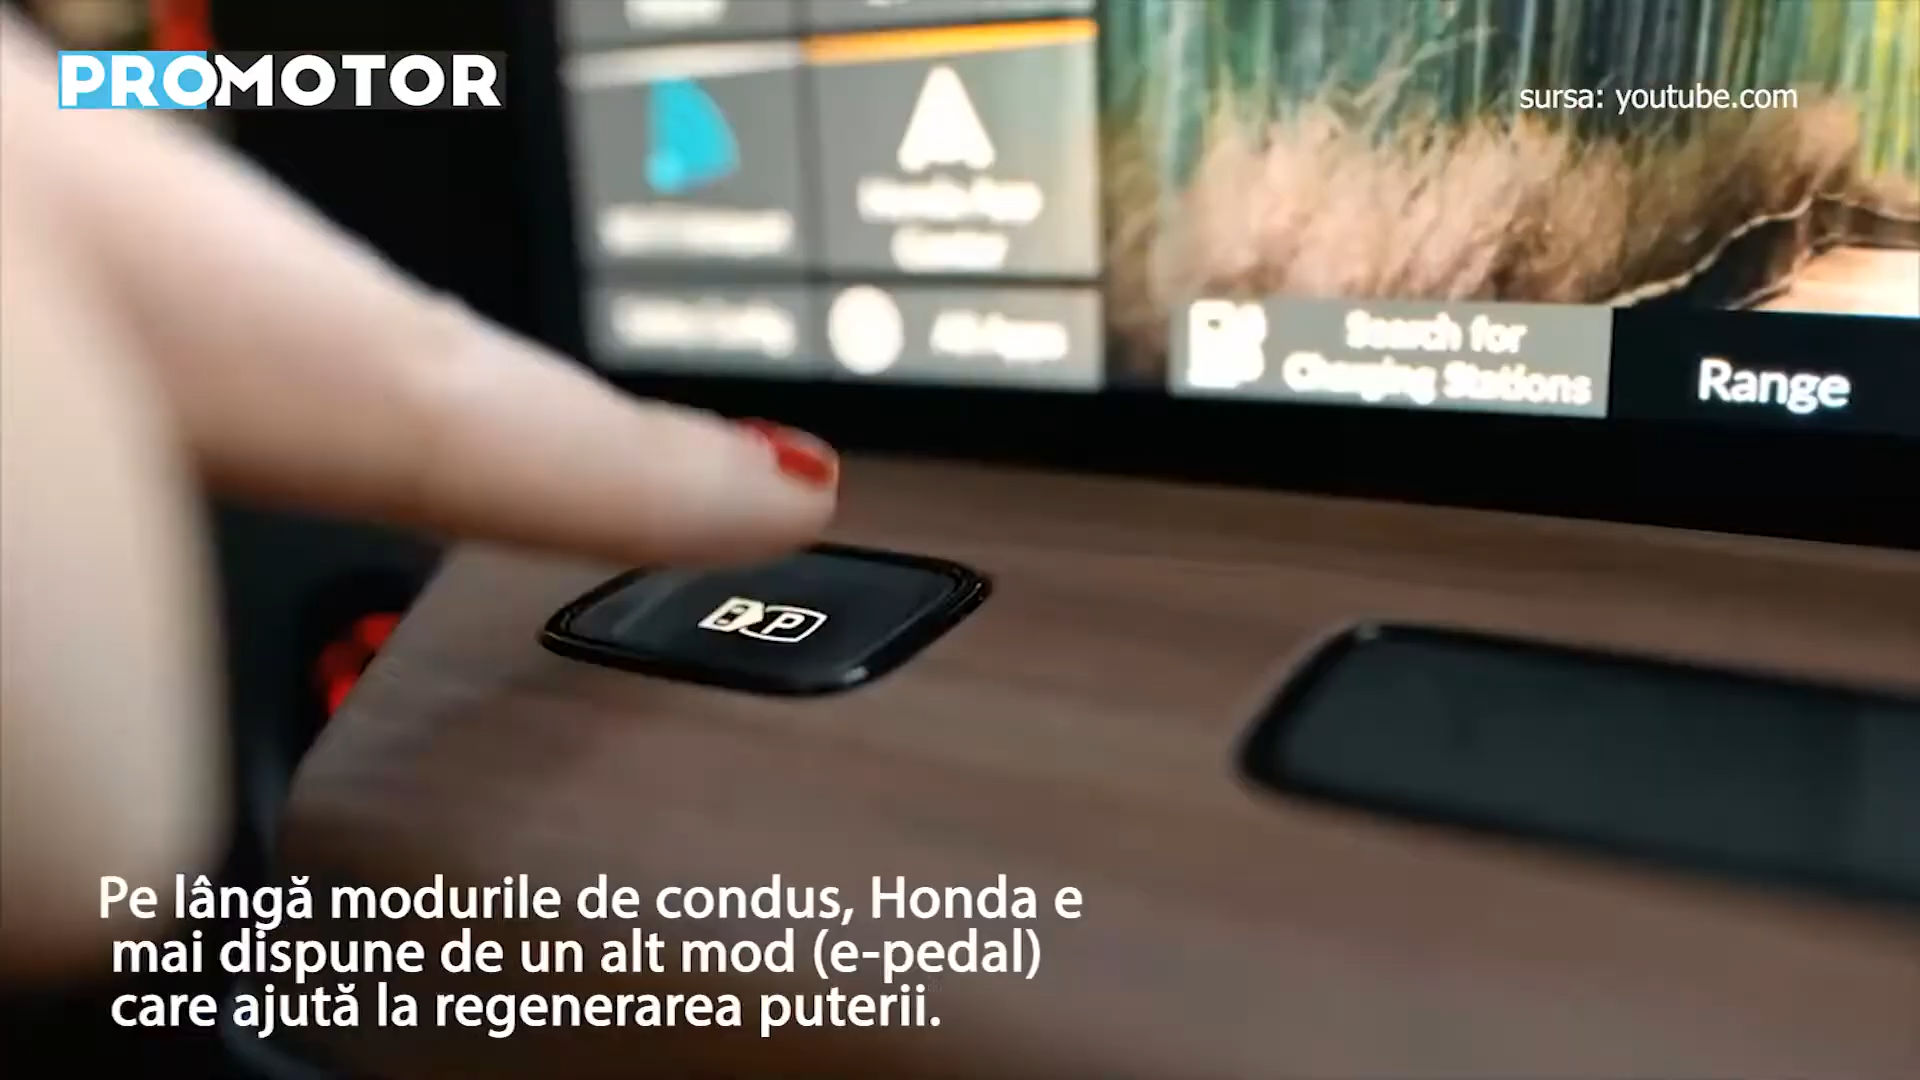 PROMOTOR
sursa: youtube.com
Search for
Charging Stations
Range
P
Pe lângă modurile de condus, Honda e
mai dispune de un alt mod (e-pedal)
care ajută la regenerarea puterii.